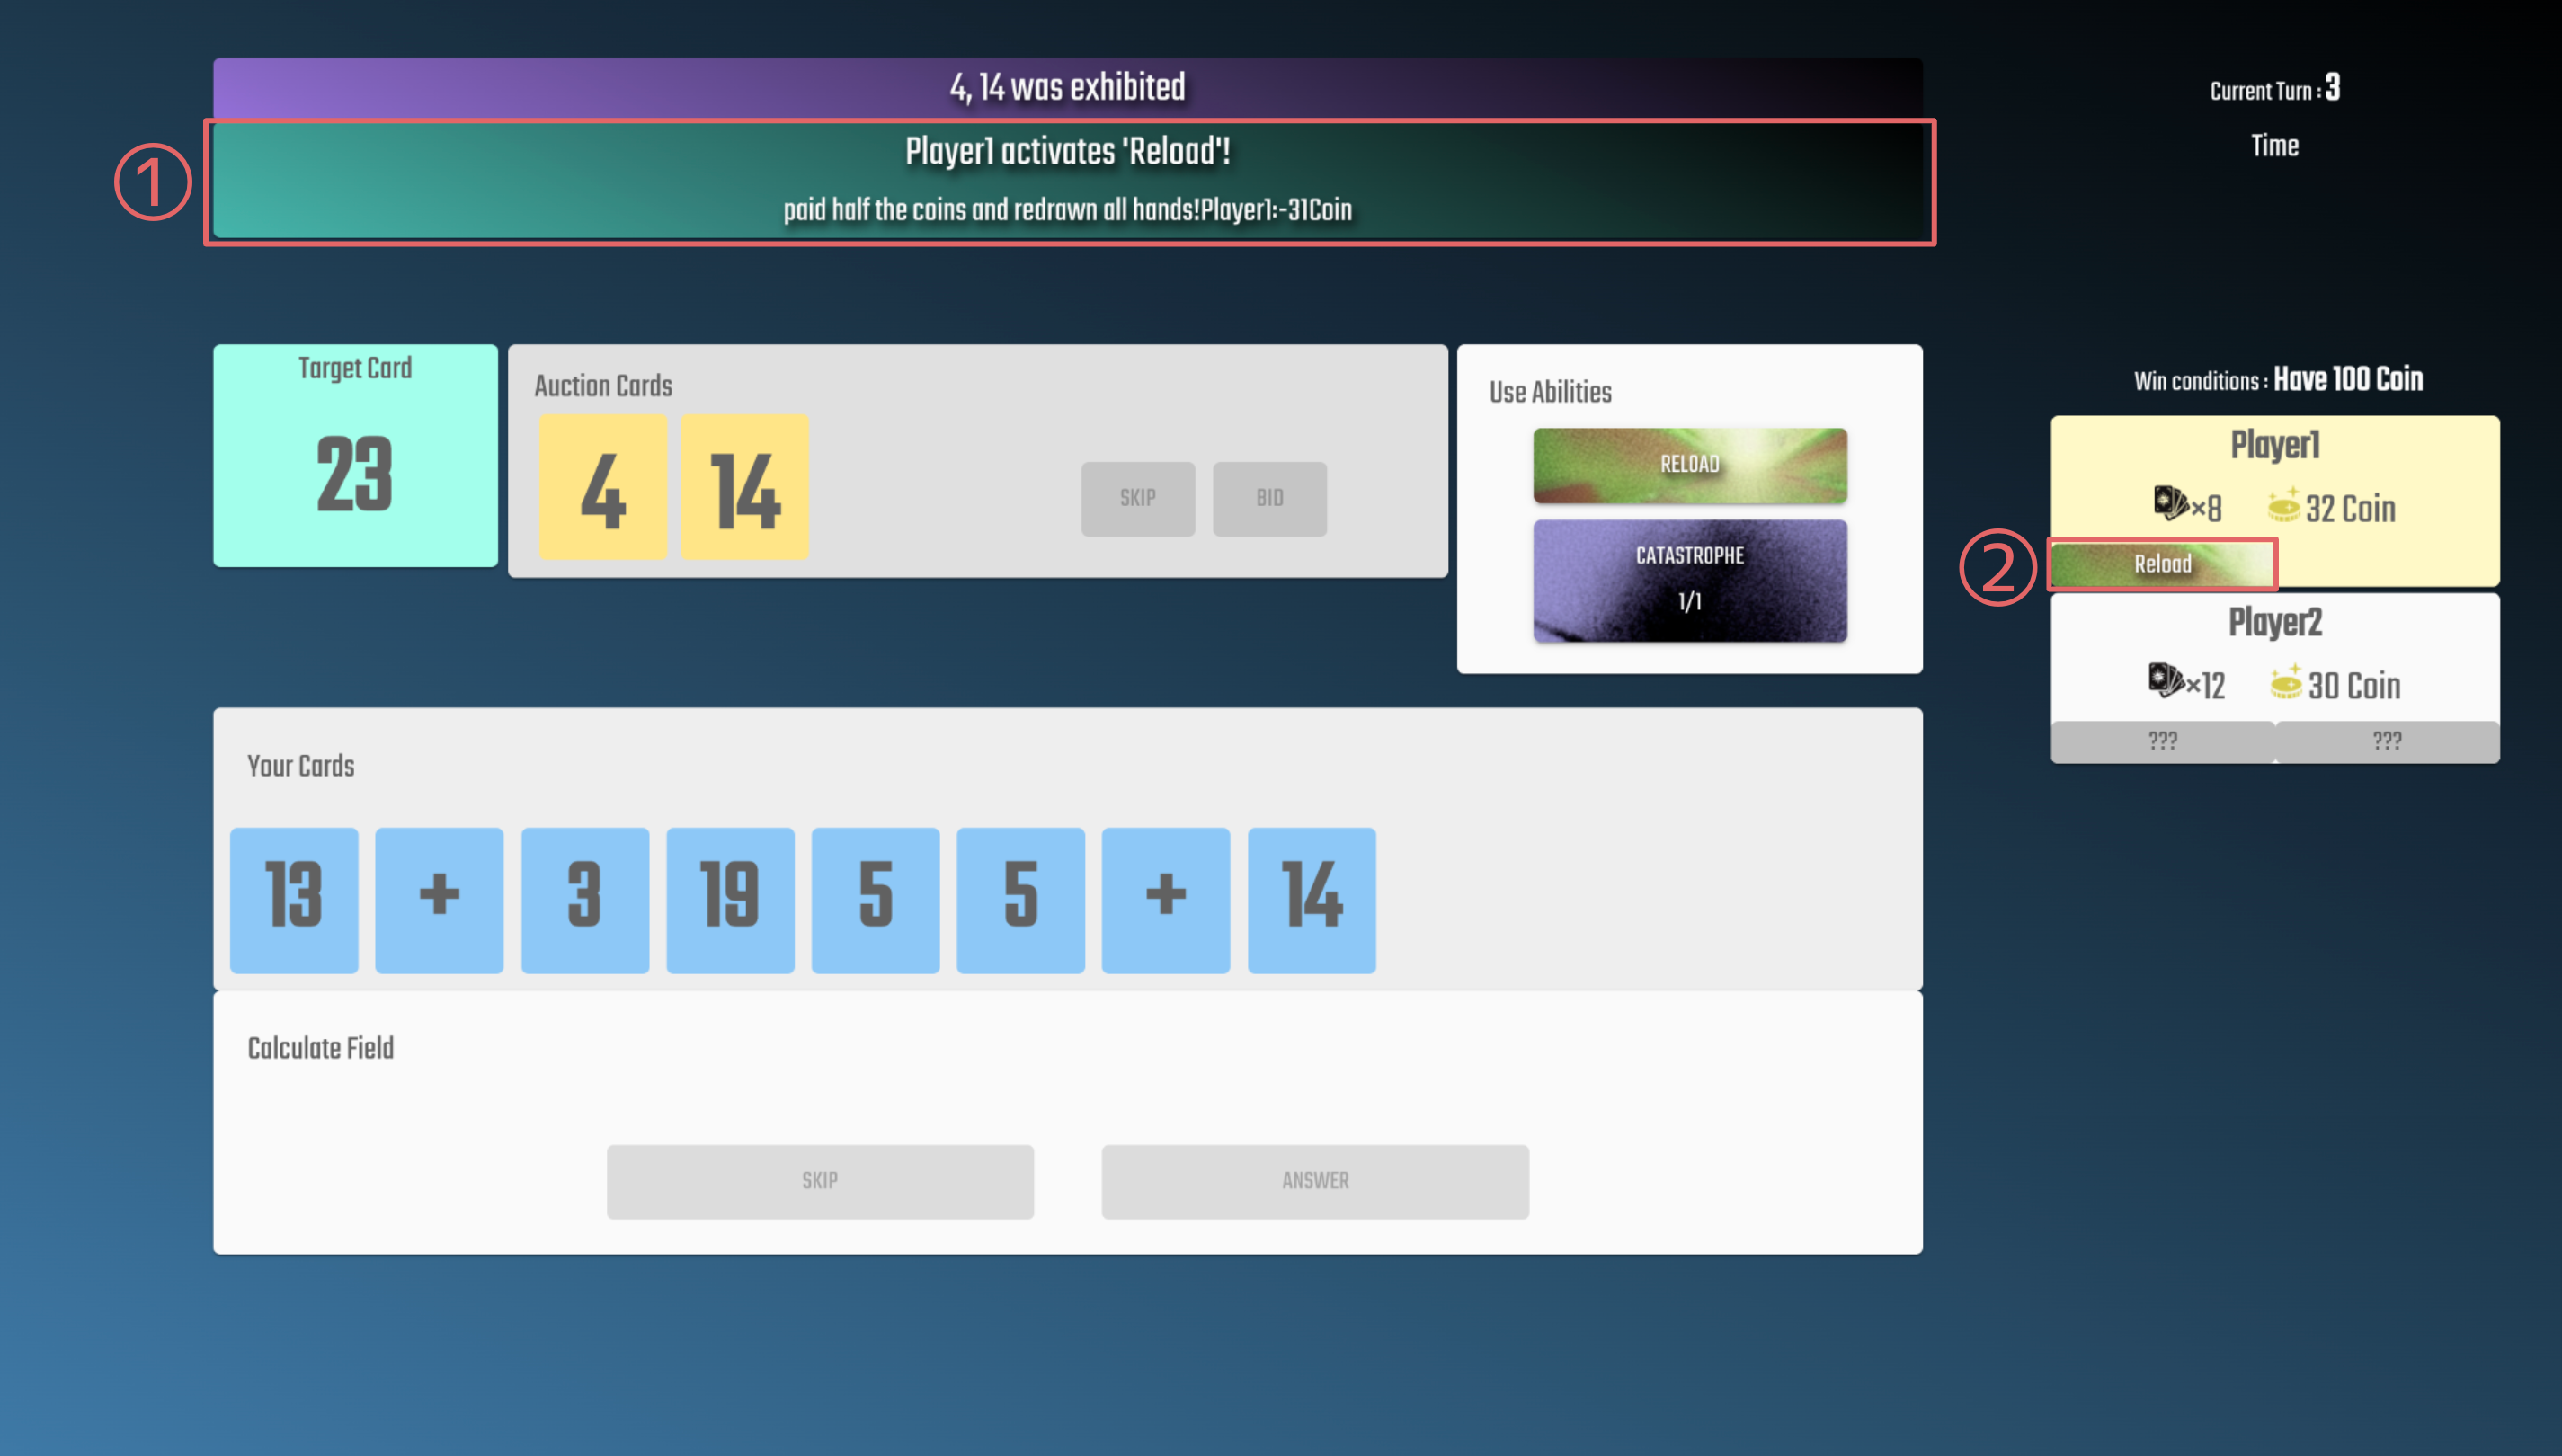 4, 14 was exhibited
①
Player1 activates 'Reload'!
paid half the coins and redrawn all hands!Player1:-31Coin
Current Turn : 3
Time
Target Card
23
Auction Cards
4 14
SKIP BID
Use Abilities
RELOAD
CATASTROPHE
1/1
Win conditions : Have 100 Coin
Player1
×8 32 Coin
②
Reload
Player2
×12 30 Coin
??? ???
Your Cards
13 + 3 19 5 5 + 14
Calculate Field
SKIP ANSWER